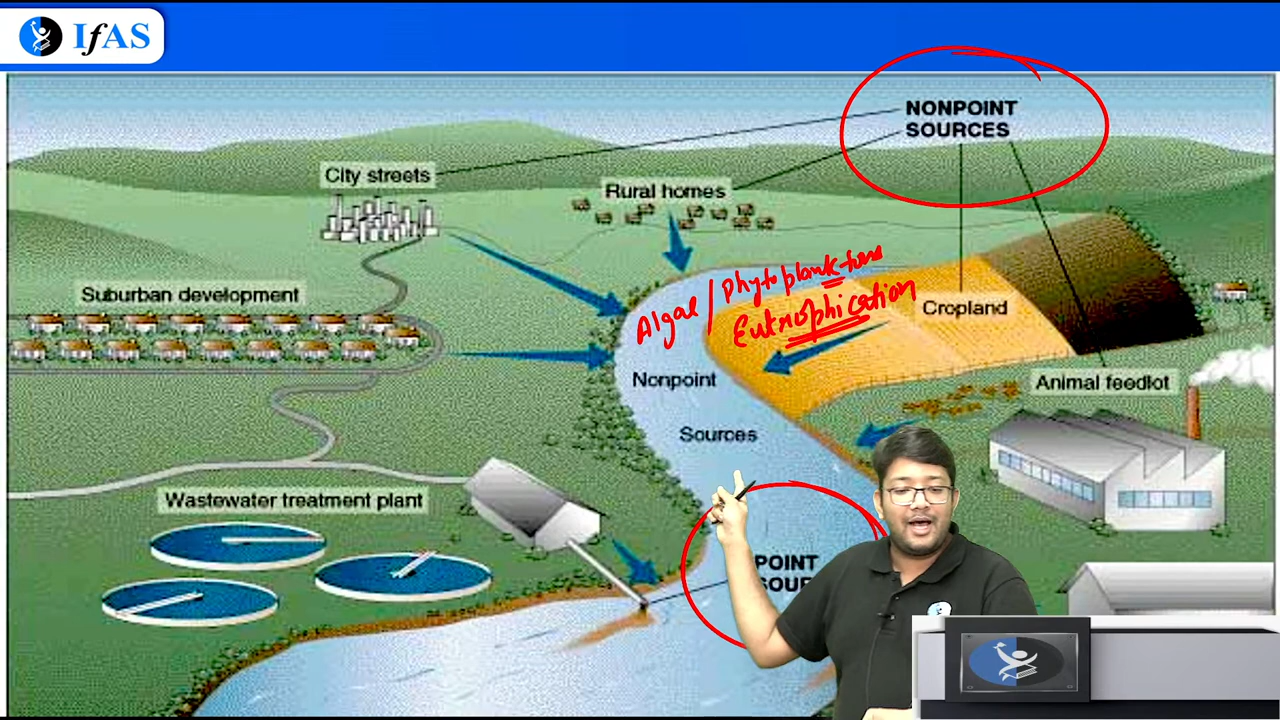 IfAS
NONPOINT
SOURCES
City streets
Rural homes
Suburban development
Algae / Phytoplanktons
Eutrophication
Cropland
Nonpoint
Sources
Animal feedlot
Wastewater treatment plant
POINT